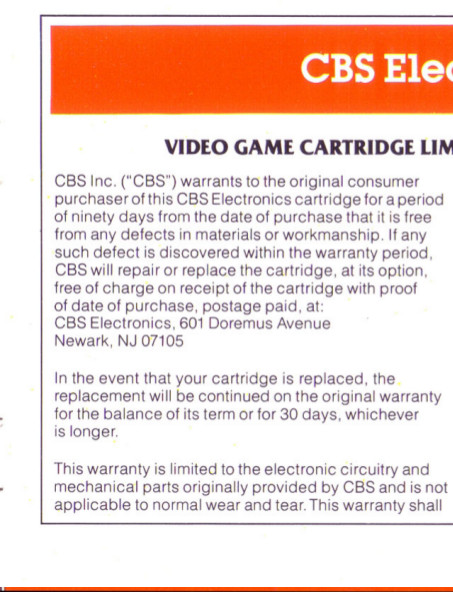 CBS Elec
VIDEO GAME CARTRIDGE LIM
CBS Inc. (“CBS”) warrants to the original consumer
purchaser of this CBS Electronics cartridge for a period
of ninety days from the date of purchase that it is free
from any defects in materials or workmanship. If any
such defect is discovered within the warranty period,
CBS will repair or replace the cartridge, at its option,
free of charge on receipt of the cartridge with proof
of date of purchase, postage paid, at:
CBS Electronics, 601 Doremus Avenue
Newark, NJ 07105
In the event that your cartridge is replaced, the
replacement will be continued on the original warranty
for the balance of its term or for 30 days, whichever
is longer.
This warranty is limited to the electronic circuitry and
mechanical parts originally provided by CBS and is not
applicable to normal wear and tear. This warranty shall